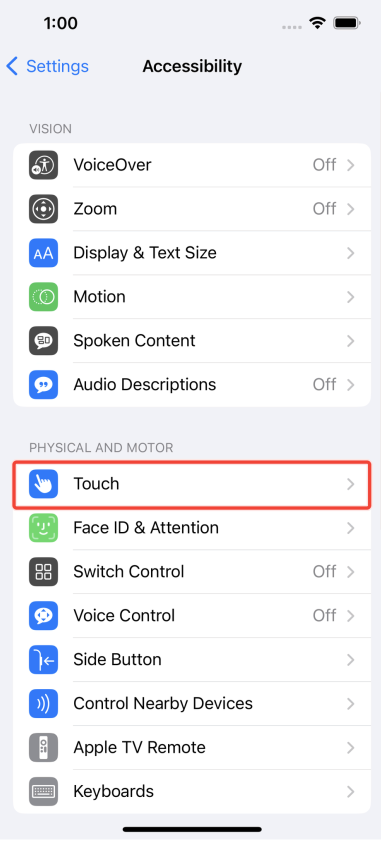 1:00
Settings
Accessibility
VISION
VoiceOver Off
Zoom Off
AA Display & Text Size
Motion
Spoken Content
Audio Descriptions Off
PHYSICAL AND MOTOR
Touch
Face ID & Attention
Switch Control Off
Voice Control Off
Side Button
Control Nearby Devices
Apple TV Remote
Keyboards